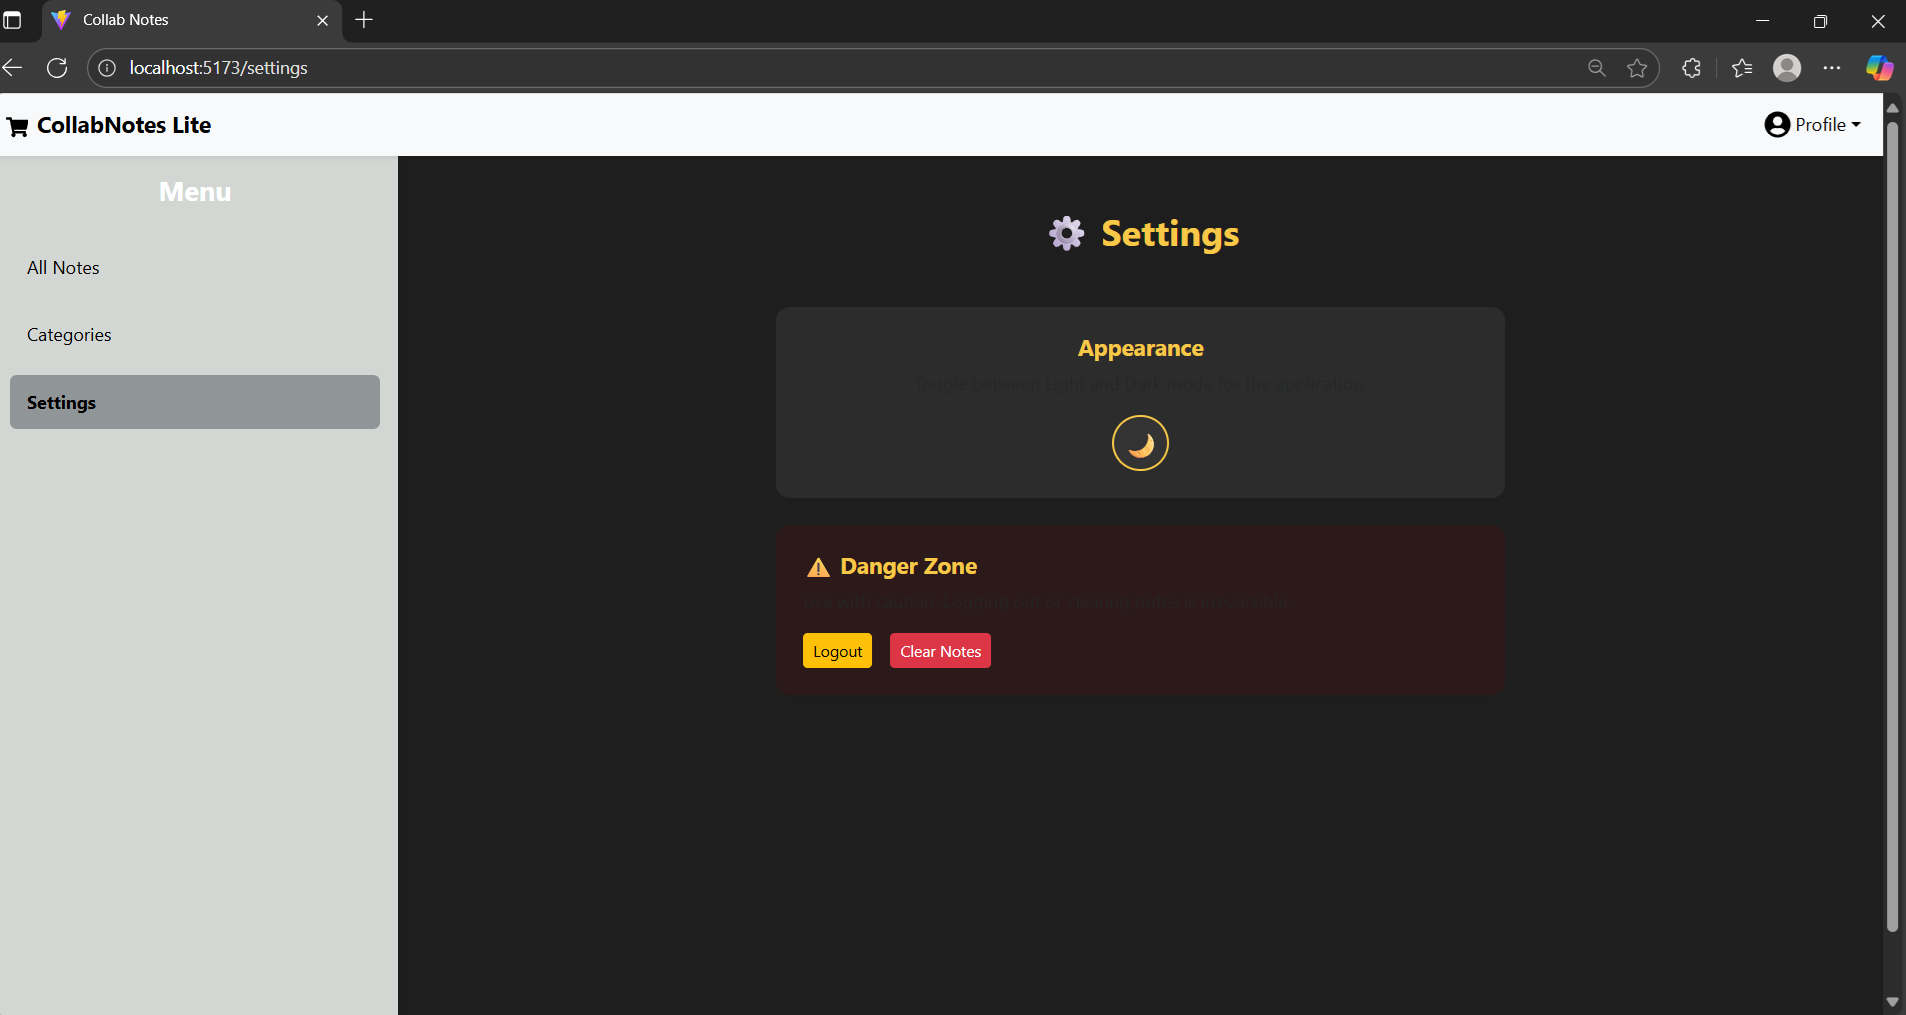 Collab Notes
localhost:5173/settings
CollabNotes Lite
Profile
Menu
All Notes
Categories
Settings
Settings
Appearance
Toggle between Light and Dark mode for the application.
Danger Zone
Use with caution. Logging out or clearing notes is irreversible.
Logout
Clear Notes